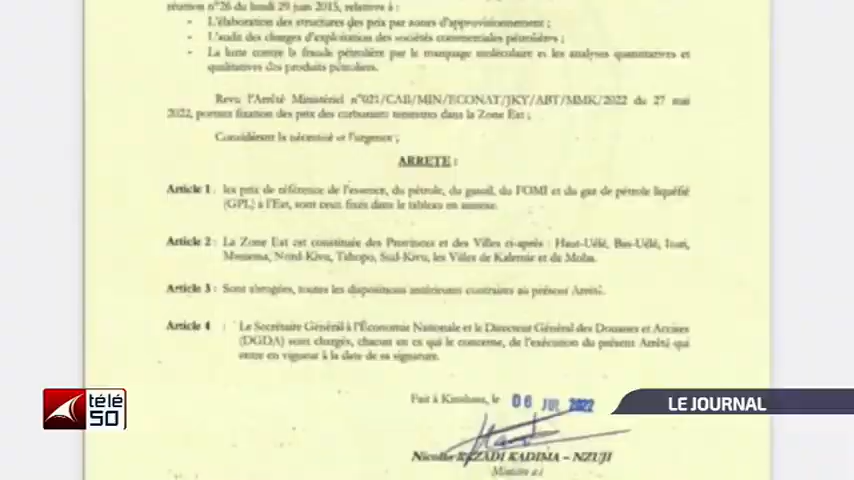 réunion n°26 du lundi 29 juin 2015, relatives à :
- L'élaboration des structures des prix par zones d'approvisionnement ;
- L'audit des charges d'exploitation des sociétés commerciales pétrolières ;
- La lutte contre la fraude pétrolière par le marquage moléculaire et les analyses quantitatives et
qualitatives des produits pétroliers.
Revu l'Arrêté Ministériel n°021/CAB/MIN/ECONAT/JKY/ABT/MMK/2022 du 27 mai
2022, portant fixation des prix des carburants terrestres dans la Zone Est ;
Considérant la nécessité et l'urgence ;
ARRETE :
Article 1 : les prix de référence de l'essence, du pétrole, du gasoil, du FOMI et du gaz de pétrole liquéfié
(GPL) à l'Est, sont ceux fixés dans le tableau en annexe.
Article 2 : La Zone Est est constituée des Provinces et des Villes ci-après : Haut-Uélé, Bas-Uélé, Ituri,
Maniema, Nord-Kivu, Tshopo, Sud-Kivu, les Villes de Kalemie et de Moba.
Article 3 : Sont abrogées, toutes les dispositions antérieures contraires au présent Arrêté.
Article 4 : Le Secrétaire Général à l'Économie Nationale et le Directeur Général des Douanes et Accises
(DGDA) sont chargés, chacun en ce qui le concerne, de l'exécution du présent Arrêté qui
entre en vigueur à la date de sa signature.
Fait à Kinshasa, le 06 JUL 2022
Nicolas KAZADI KADIMA – NZUJI
Ministre a.i
télé
50
LE JOURNAL